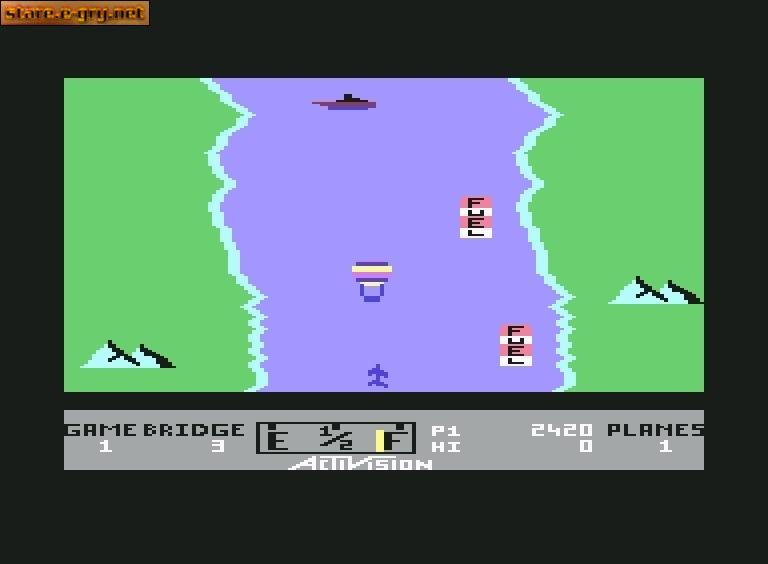 stare.e-gry.net
FUEL
FUEL
GAME BRIDGE E 1/2 F P1 2420 PLANES
1 3 HI 0 1
ACTIVISION